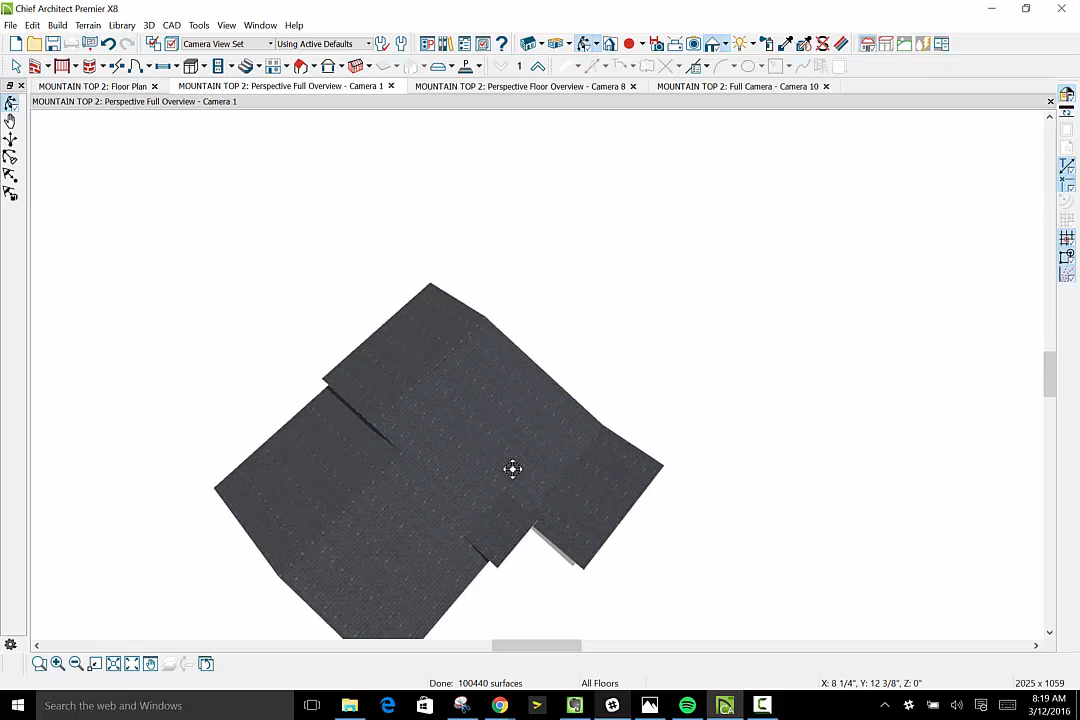 Chief Architect Premier X8
File Edit Build Terrain Library 3D CAD Tools View Window Help
Camera View Set Using Active Defaults
1
MOUNTAIN TOP 2: Floor Plan MOUNTAIN TOP 2: Perspective Full Overview - Camera 1 MOUNTAIN TOP 2: Perspective Floor Overview - Camera 8 MOUNTAIN TOP 2: Full Camera - Camera 10
MOUNTAIN TOP 2: Perspective Full Overview - Camera 1
Done: 100440 surfaces All Floors X: 8 1/4", Y: 12 3/8", Z: 0" 2025 x 1059
Search the web and Windows
8:19 AM
3/12/2016